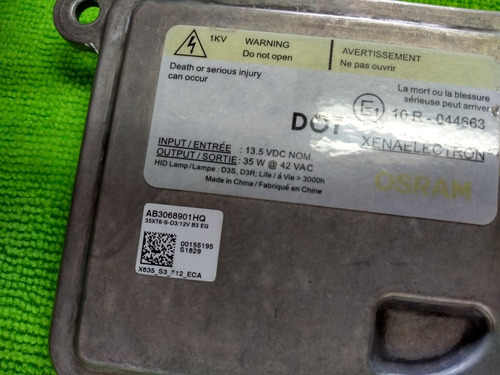 1KV
WARNING
Do not open
AVERTISSEMENT
Ne pas ouvrir
Death or serious injury
can occur
La mort ou la blessure
sérieuse peut arriver
DOT E1 10 R - 044663
XENAELECTRON
INPUT / ENTRÉE : 13.5 VDC NOM.
OUTPUT / SORTIE : 35 W @ 42 VAC
HID Lamp / Lampe : D3S, D3R; Life / à Vie > 3000h
Made in China / Fabriqué en Chine
OSRAM
AB3068901HQ
35XT6-S-D3/12V B3 EG
00155195
S1829
X635_S3_212_ECA